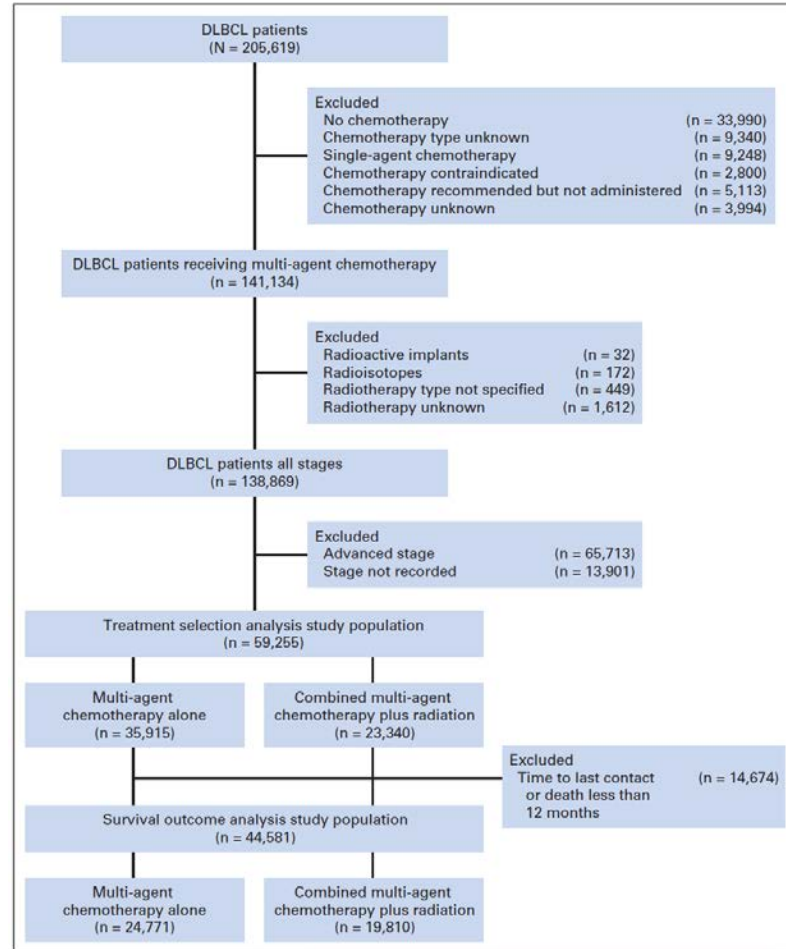 DLBCL patients
(N = 205,619)
Excluded
No chemotherapy (n = 33,990)
Chemotherapy type unknown (n = 9,340)
Single-agent chemotherapy (n = 9,248)
Chemotherapy contraindicated (n = 2,800)
Chemotherapy recommended but not administered (n = 5,113)
Chemotherapy unknown (n = 3,994)
DLBCL patients receiving multi-agent chemotherapy
(n = 141,134)
Excluded
Radioactive implants (n = 32)
Radioisotopes (n = 172)
Radiotherapy type not specified (n = 449)
Radiotherapy unknown (n = 1,612)
DLBCL patients all stages
(n = 138,869)
Excluded
Advanced stage (n = 65,713)
Stage not recorded (n = 13,901)
Treatment selection analysis study population
(n = 59,255)
Multi-agent
chemotherapy alone
(n = 35,915)
Combined multi-agent
chemotherapy plus radiation
(n = 23,340)
Excluded
Time to last contact (n = 14,674)
or death less than
12 months
Survival outcome analysis study population
(n = 44,581)
Multi-agent
chemotherapy alone
(n = 24,771)
Combined multi-agent
chemotherapy plus radiation
(n = 19,810)